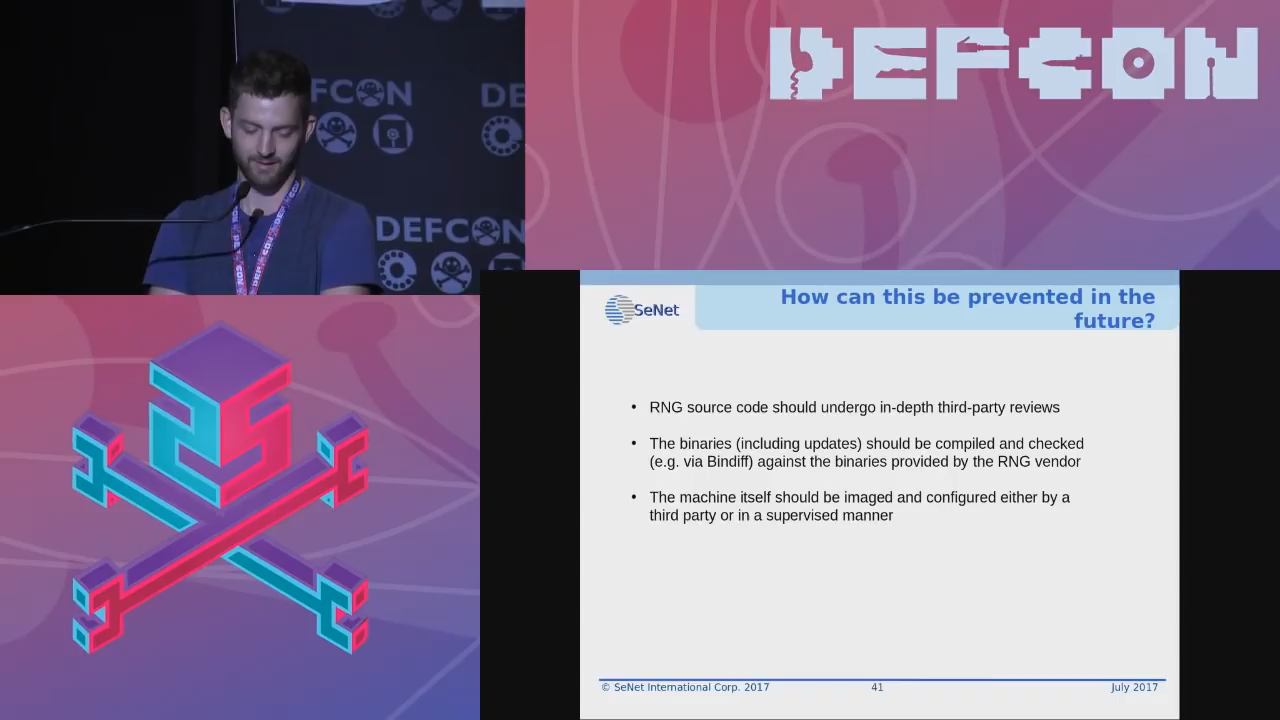 DEFCON
FCON
DE
DEFCON
SeNet
How can this be prevented in the
future?
• RNG source code should undergo in-depth third-party reviews
• The binaries (including updates) should be compiled and checked
(e.g. via Bindiff) against the binaries provided by the RNG vendor
• The machine itself should be imaged and configured either by a
third party or in a supervised manner
© SeNet International Corp. 2017
41
July 2017